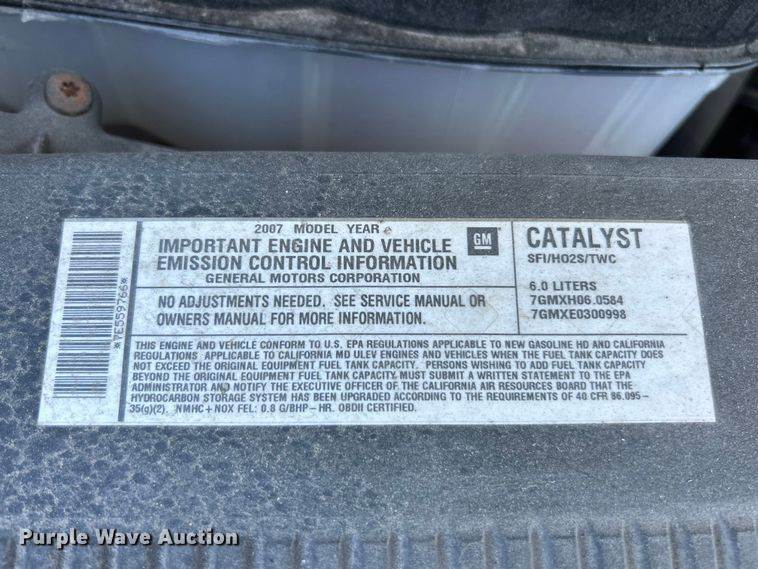 2007 MODEL YEAR e
IMPORTANT ENGINE AND VEHICLE
EMISSION CONTROL INFORMATION
GENERAL MOTORS CORPORATION
GM
NO ADJUSTMENTS NEEDED. SEE SERVICE MANUAL OR
OWNERS MANUAL FOR MORE INFORMATION.
CATALYST
SFI/HO2S/TWC
6.0 LITERS
7GMXH06.0584
7GMXE0300998
THIS ENGINE AND VEHICLE CONFORM TO U.S. EPA REGULATIONS APPLICABLE TO NEW GASOLINE HD AND CALIFORNIA
REGULATIONS. APPLICABLE TO CALIFORNIA MD ULEV ENGINES AND VEHICLES WHEN THE FUEL TANK CAPACITY DOES
NOT EXCEED THE ORIGINAL EQUIPMENT FUEL TANK CAPACITY. PERSONS WISHING TO ADD FUEL TANK CAPACITY
BEYOND THE ORIGINAL EQUIPMENT FUEL TANK CAPACITY MUST SUBMIT A WRITTEN STATEMENT TO THE EPA
ADMINISTRATOR AND NOTIFY THE EXECUTIVE OFFICER OF THE CALIFORNIA AIR RESOURCES BOARD THAT THE
HYDROCARBON STORAGE SYSTEM HAS BEEN UPGRADED ACCORDING TO THE REQUIREMENTS OF 40 CFR 86.095-
35(g)(2). NMHC+NOX FEL: 0.8 G/BHP-HR. OBDII CERTIFIED.
*7E559766*
Purple Wave Auction